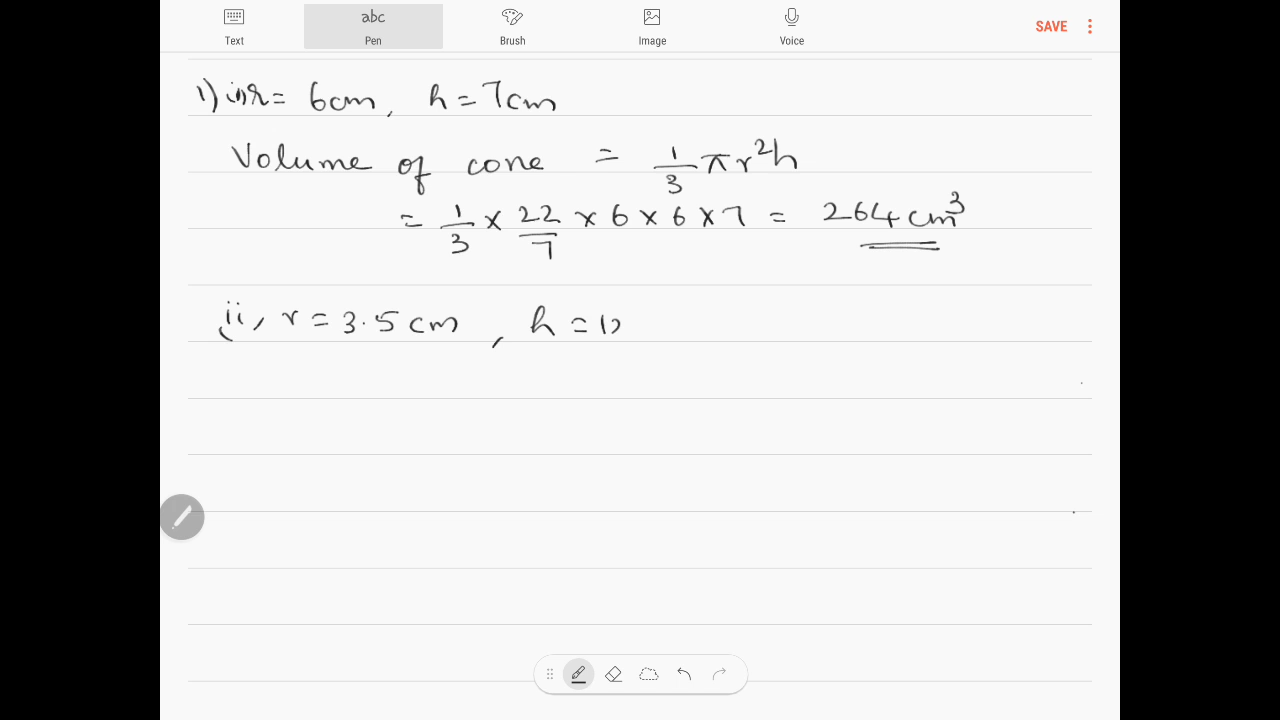 Text
abc
Pen
Brush
Image
Voice
SAVE
1) (i) r = 6cm, h = 7cm
Volume of cone = 1/3 πr²h
= 1/3 × 22/7 × 6 × 6 × 7 = 264 cm³
(ii, r = 3.5 cm, h =